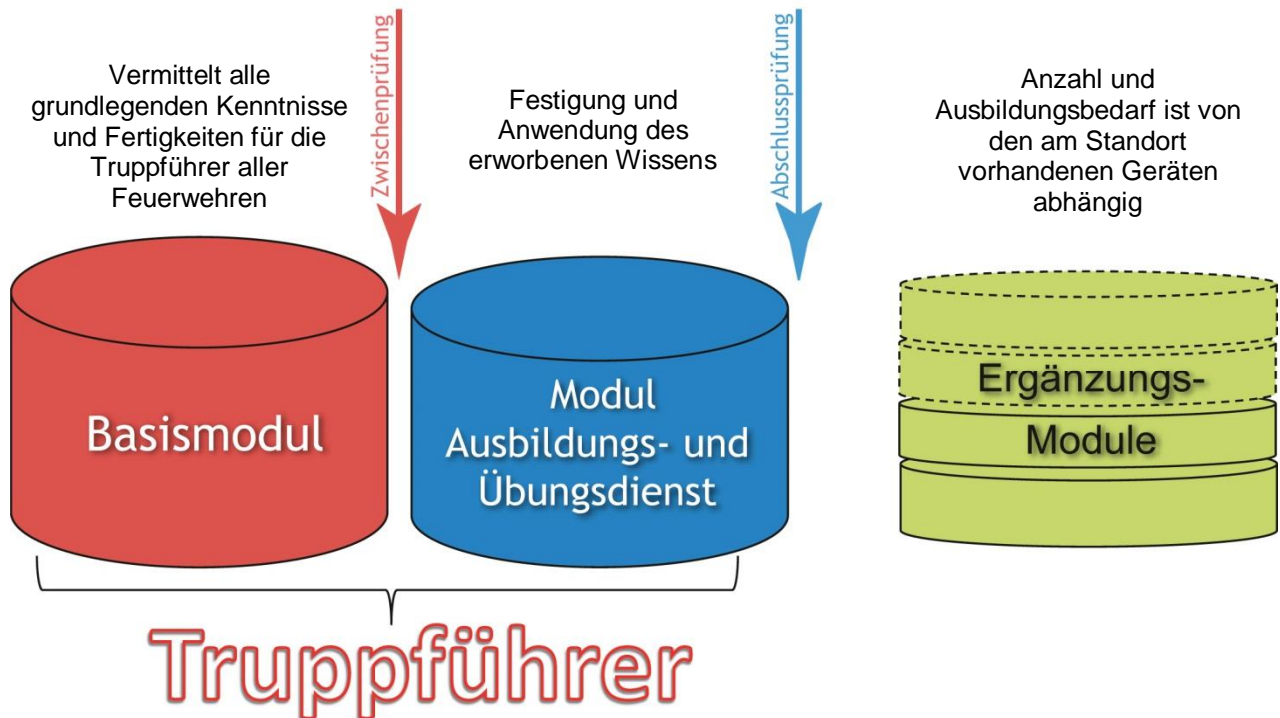 Vermittelt alle
grundlegenden Kenntnisse
und Fertigkeiten für die
Truppführer aller
Feuerwehren
Zwischenprüfung
Festigung und
Anwendung des
erworbenen Wissens
Abschlussprüfung
Anzahl und
Ausbildungsbedarf ist von
den am Standort
vorhandenen Geräten
abhängig
Basismodul
Modul
Ausbildungs- und
Übungsdienst
Ergänzungs-
Module
Truppführer